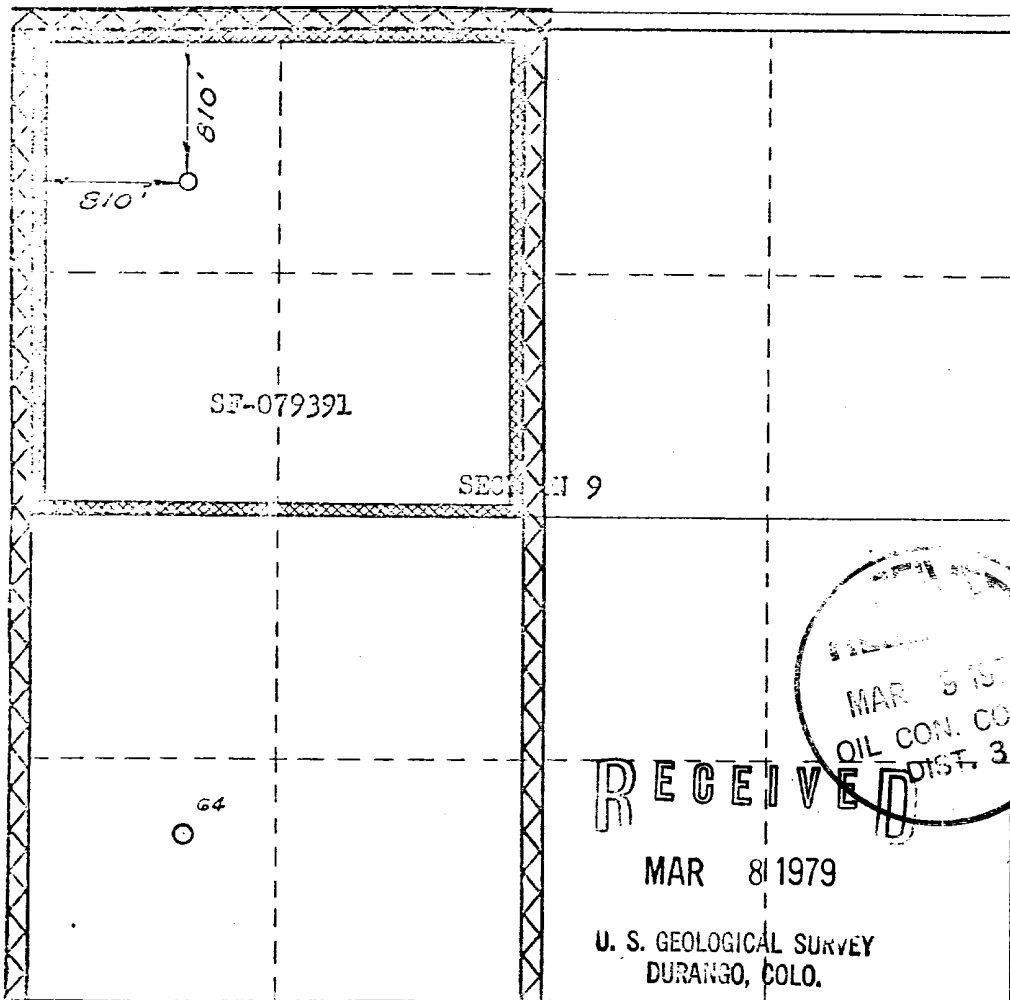 810'
810'
SF-079391
SEC 9
MAR
OIL CON. CO
DIST. 3
64
RECEIVED
MAR 8 1979
U. S. GEOLOGICAL SURVEY
DURANGO, COLO.